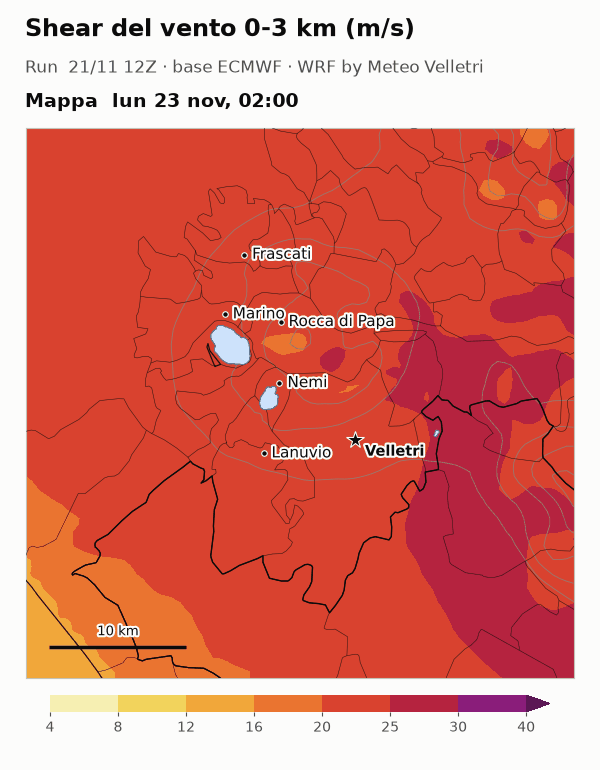 Shear del vento 0-3 km (m/s)
Run  21/11 12Z · base ECMWF · WRF by Meteo Velletri
Mappa  lun 23 nov, 02:00
Frascati
Marino
Rocca di Papa
Nemi
Velletri
Lanuvio
10 km
4 8 12 16 20 25 30 40